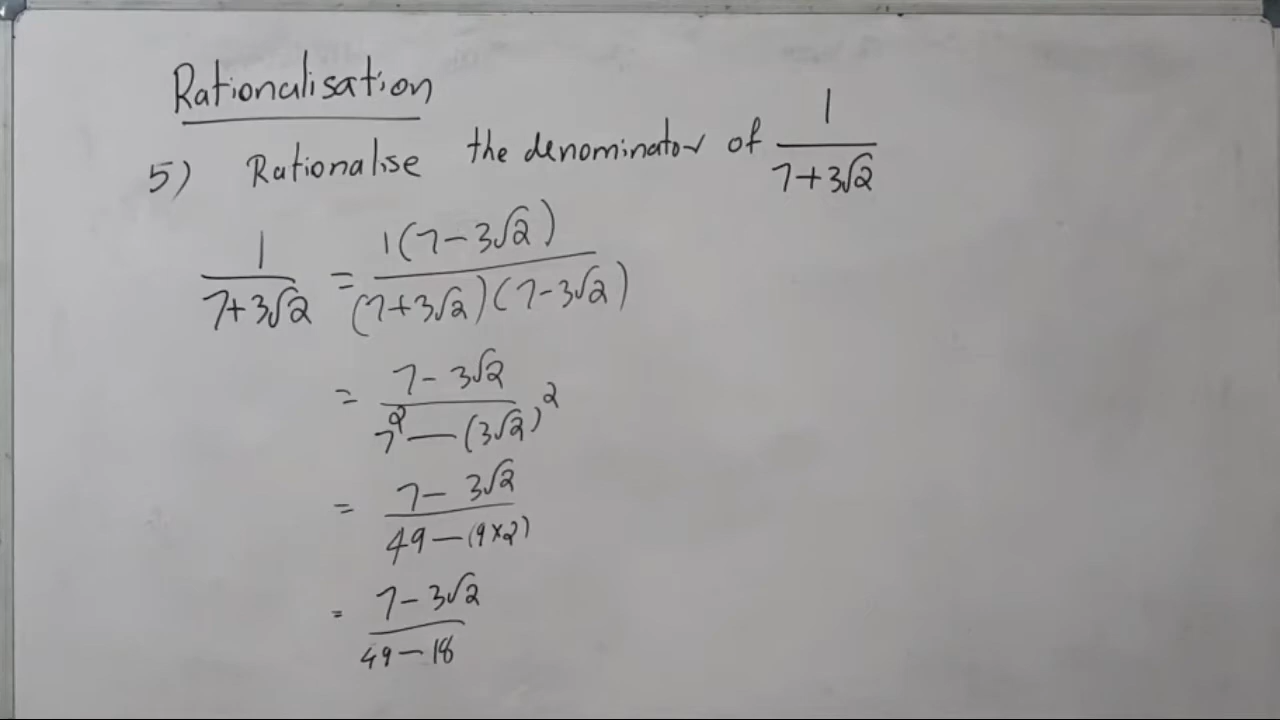 Rationalisation
5) Rationalise the denominator of 1/(7+3√2)
1/(7+3√2) = 1(7-3√2)/((7+3√2)(7-3√2))
= (7-3√2)/(7² - (3√2)²)
= (7-3√2)/(49-(9×2))
= (7-3√2)/(49-18)